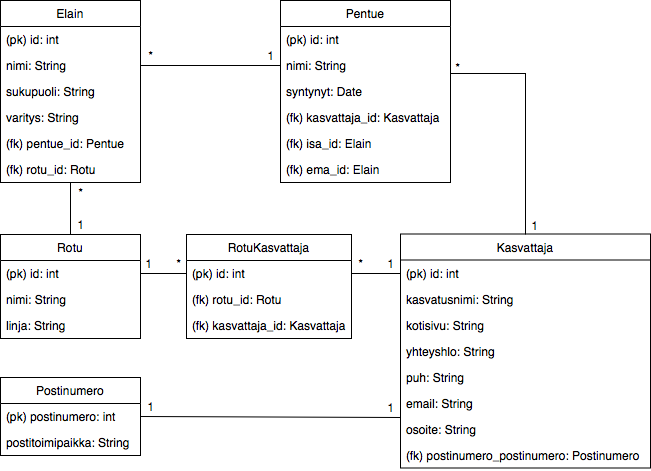 Elain
(pk) id: int
nimi: String
sukupuoli: String
varitys: String
(fk) pentue_id: Pentue
(fk) rotu_id: Rotu
*
1
Pentue
(pk) id: int
nimi: String
syntynyt: Date
(fk) kasvattaja_id: Kasvattaja
(fk) isa_id: Elain
(fk) ema_id: Elain
*
1
*
1
Rotu
(pk) id: int
nimi: String
linja: String
1
*
RotuKasvattaja
(pk) id: int
(fk) rotu_id: Rotu
(fk) kasvattaja_id: Kasvattaja
*
1
Kasvattaja
(pk) id: int
kasvatusnimi: String
kotisivu: String
yhteyshlo: String
puh: String
email: String
osoite: String
(fk) postinumero_postinumero: Postinumero
Postinumero
(pk) postinumero: int
postitoimipaikka: String
1
1